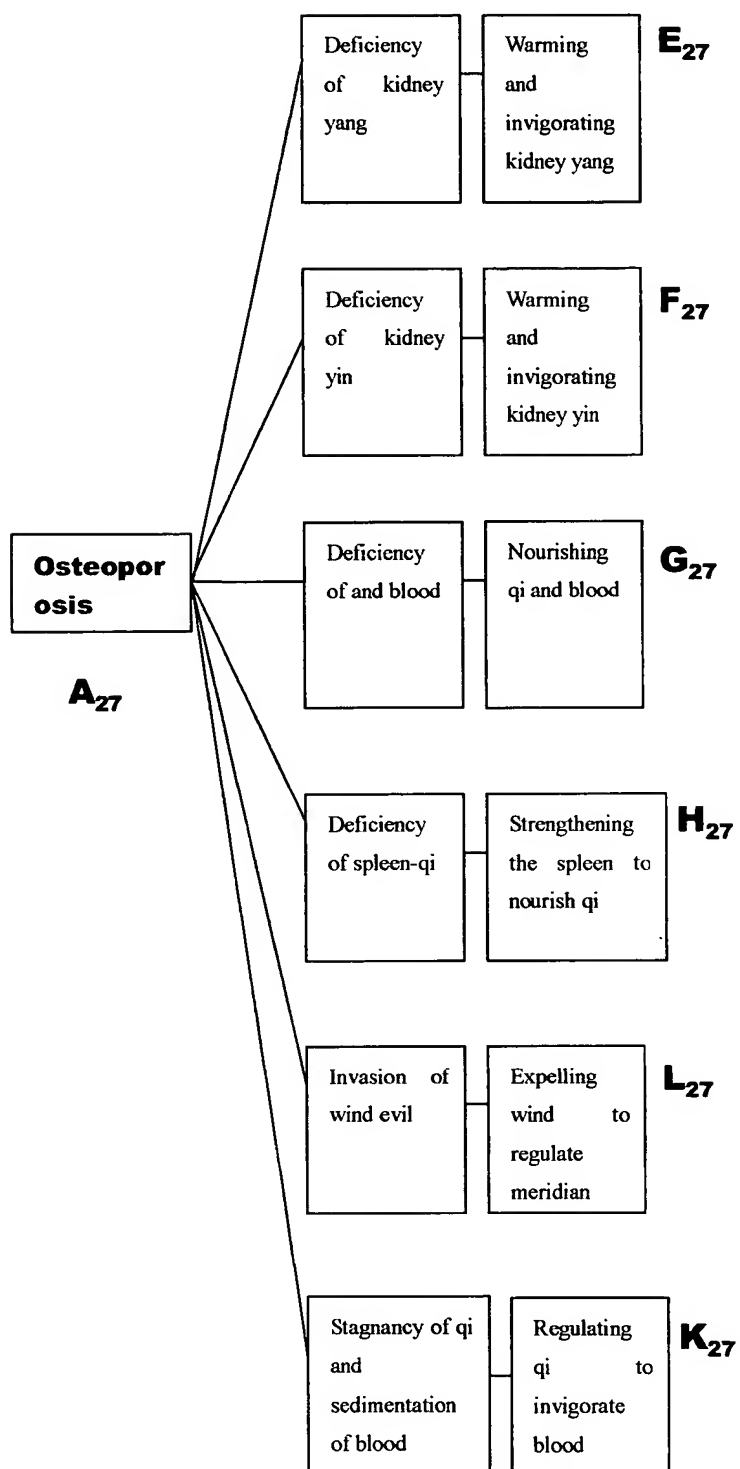 Deficiency
of kidney
yang
Warming
and
invigorating
kidney yang
E27
Deficiency
of kidney
yin
Warming
and
invigorating
kidney yin
F27
Osteopor
osis
A27
Deficiency
of and blood
Nourishing
qi and blood
G27
Deficiency
of spleen-qi
Strengthening
the spleen to
nourish qi
H27
Invasion of
wind evil
Expelling
wind to
regulate
meridian
L27
Stagnancy of qi
and
sedimentation
of blood
Regulating
qi to
invigorate
blood
K27